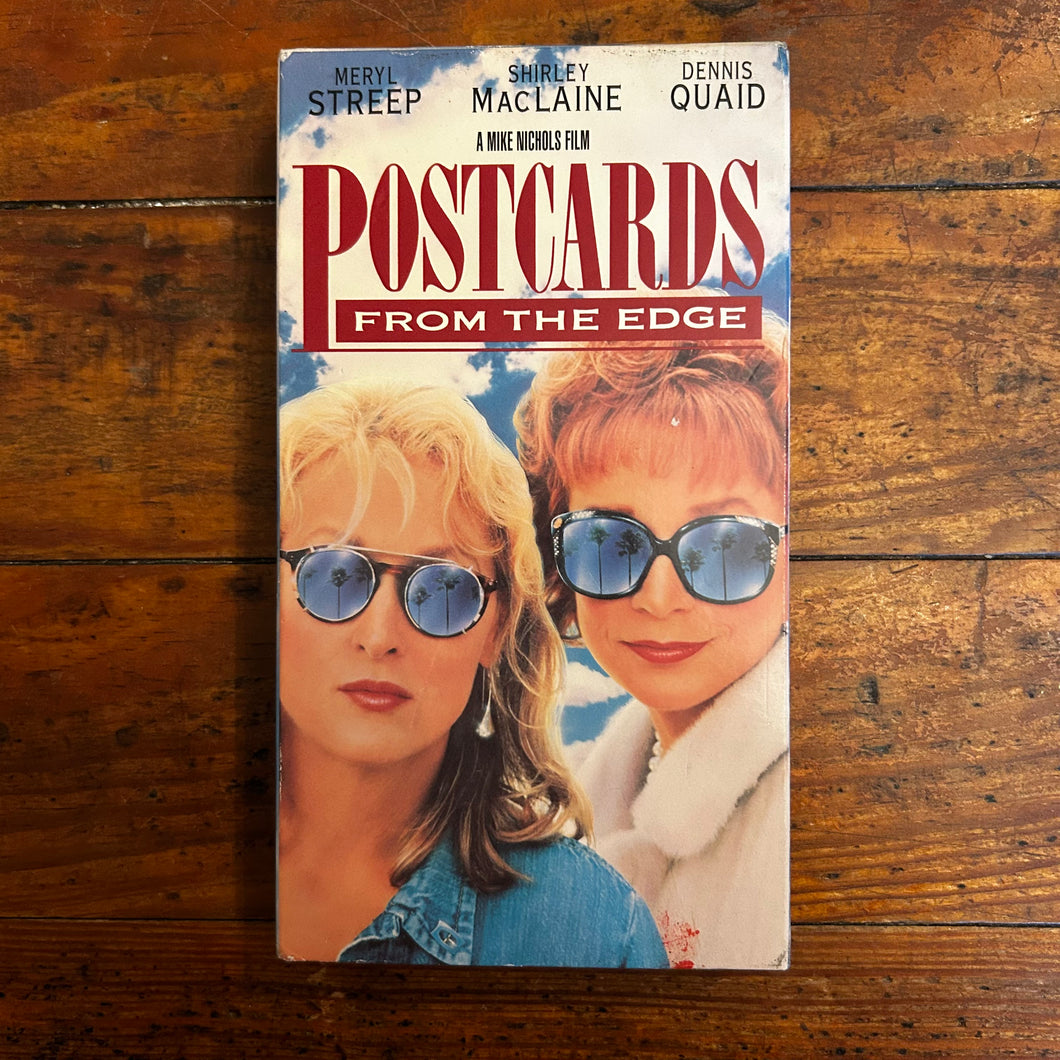 MERYL STREEP
SHIRLEY MacLAINE
DENNIS QUAID
A MIKE NICHOLS FILM
POSTCARDS
FROM THE EDGE